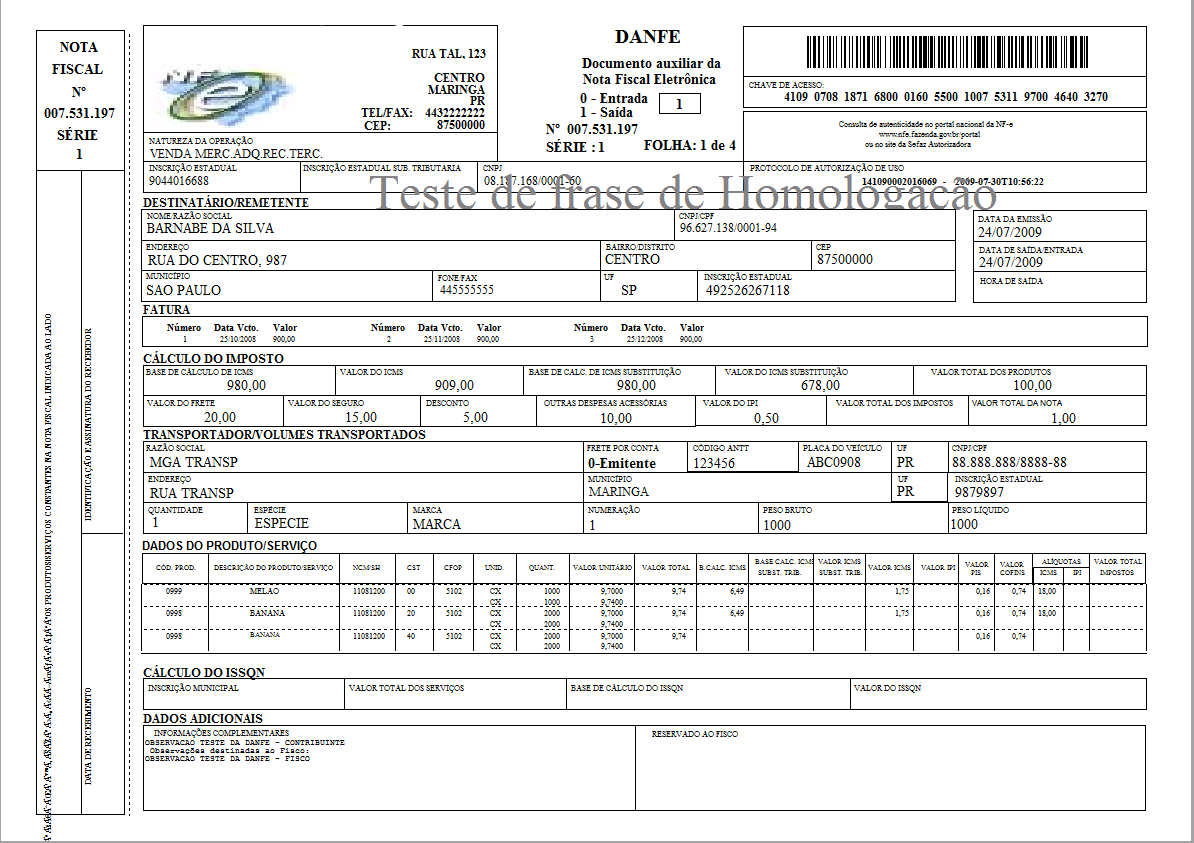 NOTA
FISCAL
Nº
007.531.197
SÉRIE
1
IDENTIFICAÇÃO E ASSINATURA DO RECEBEDOR
DATA DE RECEBIMENTO
OS PRODUTOS/SERVIÇOS CONSTANTES NA NOTA FISCAL INDICADA AO LADO
RUA TAL, 123
CENTRO
MARINGA
PR
TEL/FAX: 4432222222
CEP: 87500000
DANFE
Documento auxiliar da
Nota Fiscal Eletrônica
0 - Entrada
1 - Saída
1
Nº 007.531.197
SÉRIE : 1 FOLHA: 1 de 4
CHAVE DE ACESSO:
4109 0708 1871 6800 0160 5500 1007 5311 9700 4640 3270
Consulta de autenticidade no portal nacional da NF-e
www.nfe.fazenda.gov.br/portal
ou no site da Sefaz Autorizadora
NATUREZA DA OPERAÇÃO
VENDA MERC.ADQ.REC.TERC.
INSCRIÇÃO ESTADUAL INSCRIÇÃO ESTADUAL SUB. TRIBUTARIA CNPJ PROTOCOLO DE AUTORIZAÇÃO DE USO
9044016688 08.187.168/0001-60 141090002016069 - 2009-07-30T10:56:22
Teste de frase de Homologacao
DESTINATÁRIO/REMETENTE
NOME/RAZÃO SOCIAL CNPJ/CPF DATA DA EMISSÃO
BARNABE DA SILVA 96.627.138/0001-94 24/07/2009
ENDEREÇO BAIRRO/DISTRITO CEP DATA DE SAÍDA/ENTRADA
RUA DO CENTRO, 987 CENTRO 87500000 24/07/2009
MUNICÍPIO FONE/FAX UF INSCRIÇÃO ESTADUAL HORA DE SAÍDA
SAO PAULO 445555555 SP 492526267118
FATURA
Número Data Vcto. Valor Número Data Vcto. Valor Número Data Vcto. Valor
1 25/10/2008 900,00 2 25/11/2008 900,00 3 25/12/2008 900,00
CÁLCULO DO IMPOSTO
BASE DE CÁLCULO DE ICMS VALOR DO ICMS BASE DE CALC. DE ICMS SUBSTITUIÇÃO VALOR DO ICMS SUBSTITUIÇÃO VALOR TOTAL DOS PRODUTOS
980,00 909,00 980,00 678,00 100,00
VALOR DO FRETE VALOR DO SEGURO DESCONTO OUTRAS DESPESAS ACESSÓRIAS VALOR DO IPI VALOR TOTAL DOS IMPOSTOS VALOR TOTAL DA NOTA
20,00 15,00 5,00 10,00 0,50 1,00
TRANSPORTADOR/VOLUMES TRANSPORTADOS
RAZÃO SOCIAL FRETE POR CONTA CÓDIGO ANTT PLACA DO VEÍCULO UF CNPJ/CPF
MGA TRANSP 0-Emitente 123456 ABC0908 PR 88.888.888/8888-88
ENDEREÇO MUNICÍPIO UF INSCRIÇÃO ESTADUAL
RUA TRANSP MARINGA PR 9879897
QUANTIDADE ESPÉCIE MARCA NUMERAÇÃO PESO BRUTO PESO LÍQUIDO
1 ESPECIE MARCA 1 1000 1000
DADOS DO PRODUTO/SERVIÇO
CÓD. PROD. DESCRIÇÃO DO PRODUTO/SERVIÇO NCM/SH CST CFOP UNID. QUANT. VALOR UNITÁRIO VALOR TOTAL B.CALC. ICMS BASE CALC. ICMS SUBST. TRIB. VALOR ICMS SUBST. TRIB. VALOR ICMS VALOR IPI VALOR PIS VALOR COFINS ALÍQUOTAS ICMS IPI VALOR TOTAL IMPOSTOS
0999 MELAO 11081200 00 5102 CX 1000 9,7000 9,74 6,49 1,75 0,16 0,74 18,00
CX 1000 9,7400
0998 BANANA 11081200 20 5102 CX 2000 9,7000 9,74 6,49 1,75 0,16 0,74 18,00
CX 2000 9,7400
0998 BANANA 11081200 40 5102 CX 2000 9,7000 9,74 0,16 0,74
CX 2000 9,7400
CÁLCULO DO ISSQN
INSCRIÇÃO MUNICIPAL VALOR TOTAL DOS SERVIÇOS BASE DE CÁLCULO DO ISSQN VALOR DO ISSQN
DADOS ADICIONAIS
INFORMAÇÕES COMPLEMENTARES RESERVADO AO FISCO
OBSERVACAO TESTE DA DANFE - CONTRIBUINTE
Observações destinadas ao Fisco:
OBSERVACAO TESTE DA DANFE - FISCO